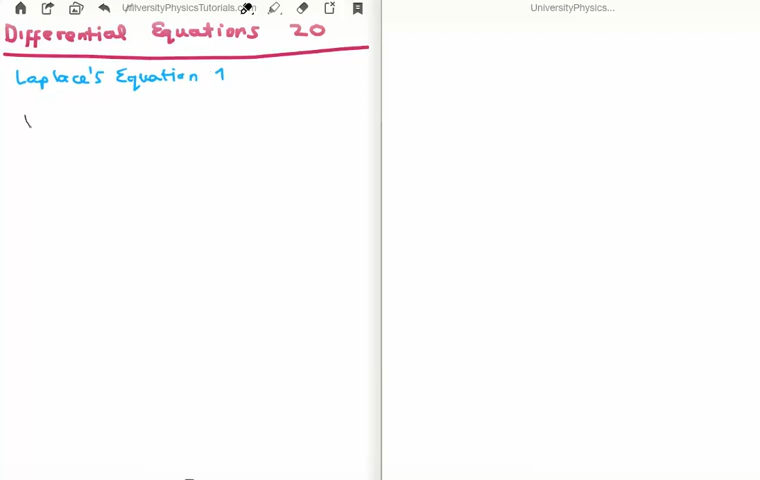 UniversityPhysicsTutorials.com
UniversityPhysics...
Differential Equations 20
Laplace's Equation 1